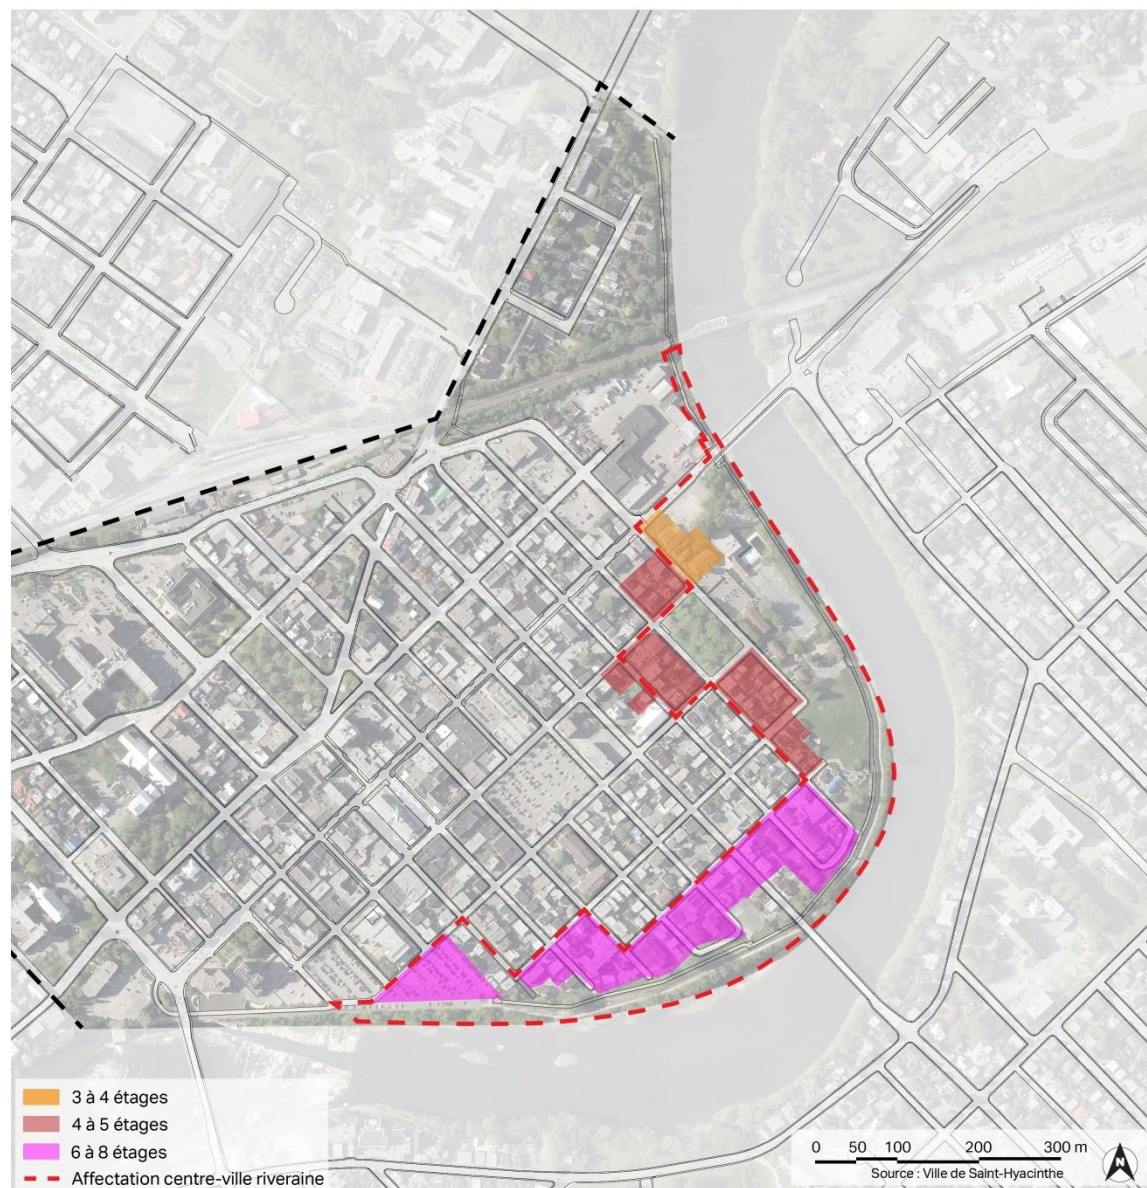 3 à 4 étages
4 à 5 étages
6 à 8 étages
Affectation centre-ville riveraine
0 50 100 200 300 m
Source : Ville de Saint-Hyacinthe
N